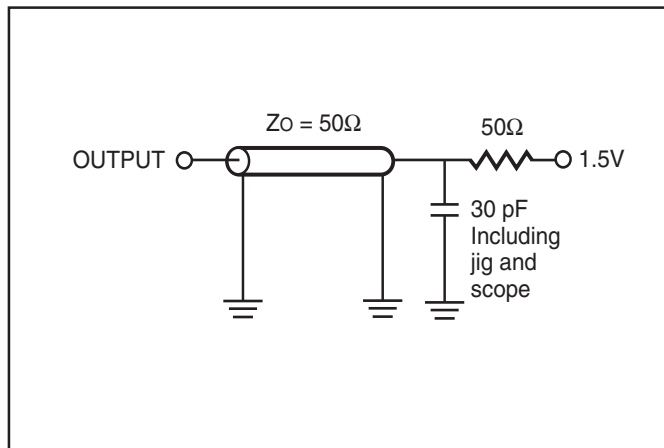 ZO = 50Ω
50Ω
OUTPUT
1.5V
30 pF
Including
jig and
scope